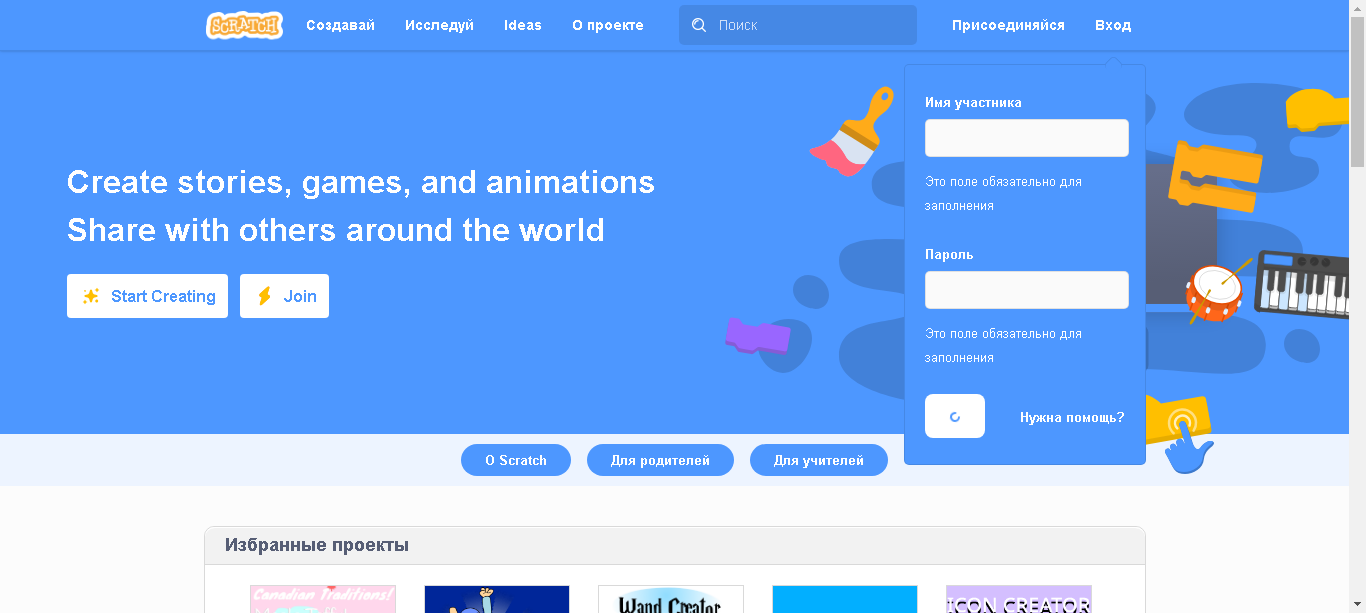 SCRATCH
Создавай
Исследуй
Ideas
О проекте
Поиск
Присоединяйся
Вход
Create stories, games, and animations
Share with others around the world
Start Creating
Join
Имя участника
Это поле обязательно для
заполнения
Пароль
Это поле обязательно для
заполнения
Нужна помощь?
О Scratch
Для родителей
Для учителей
Избранные проекты
Canadian Traditions!
Wand Creator
ICON CREATOR